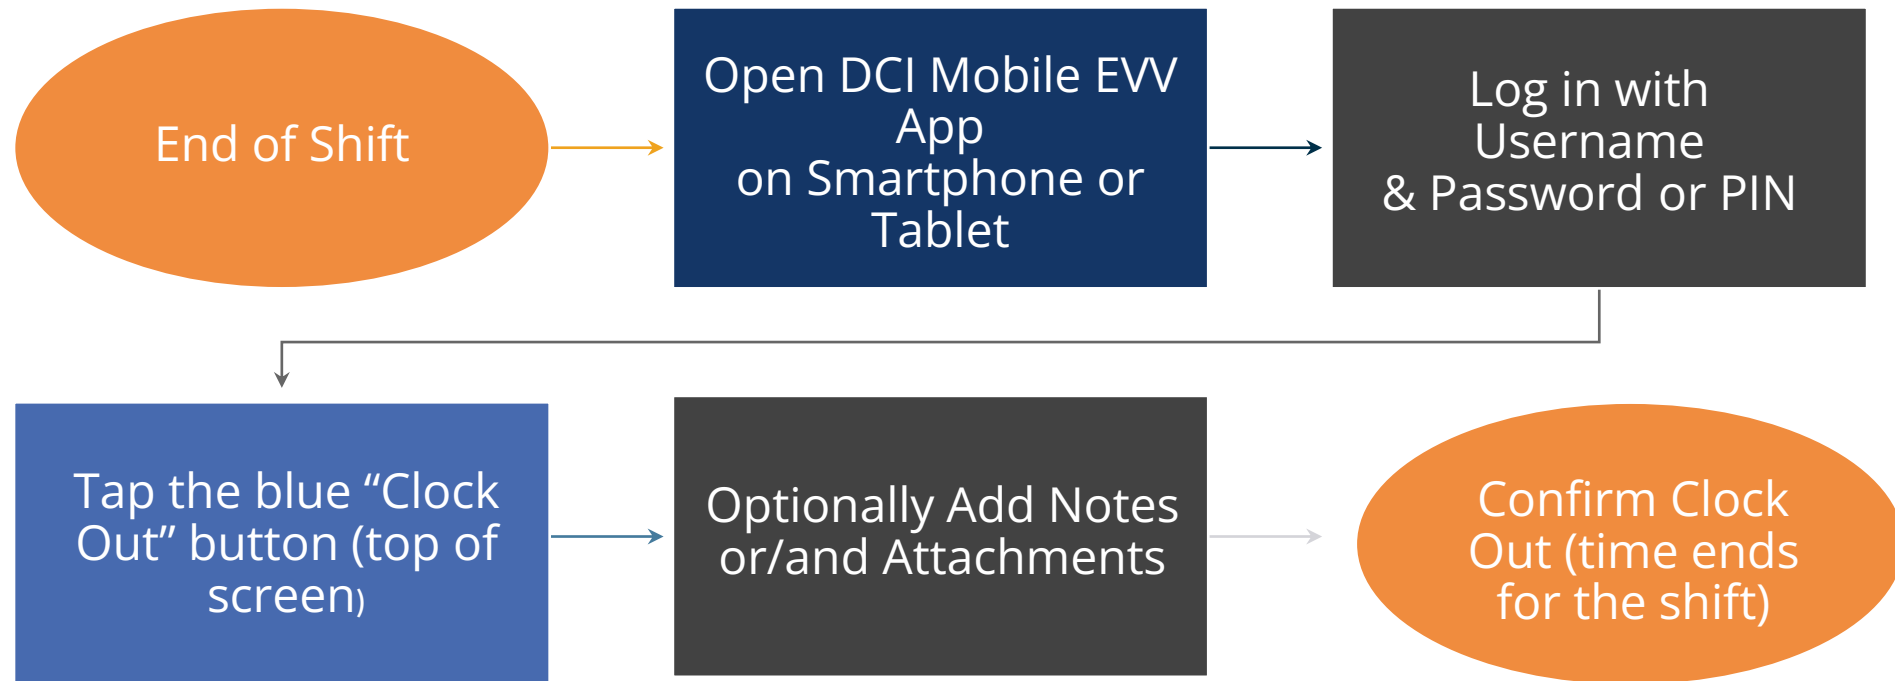 End of Shift
Open DCI Mobile EVV
App
on Smartphone or
Tablet
Log in with
Username
& Password or PIN
Tap the blue “Clock
Out” button (top of
screen)
Optionally Add Notes
or/and Attachments
Confirm Clock
Out (time ends
for the shift)